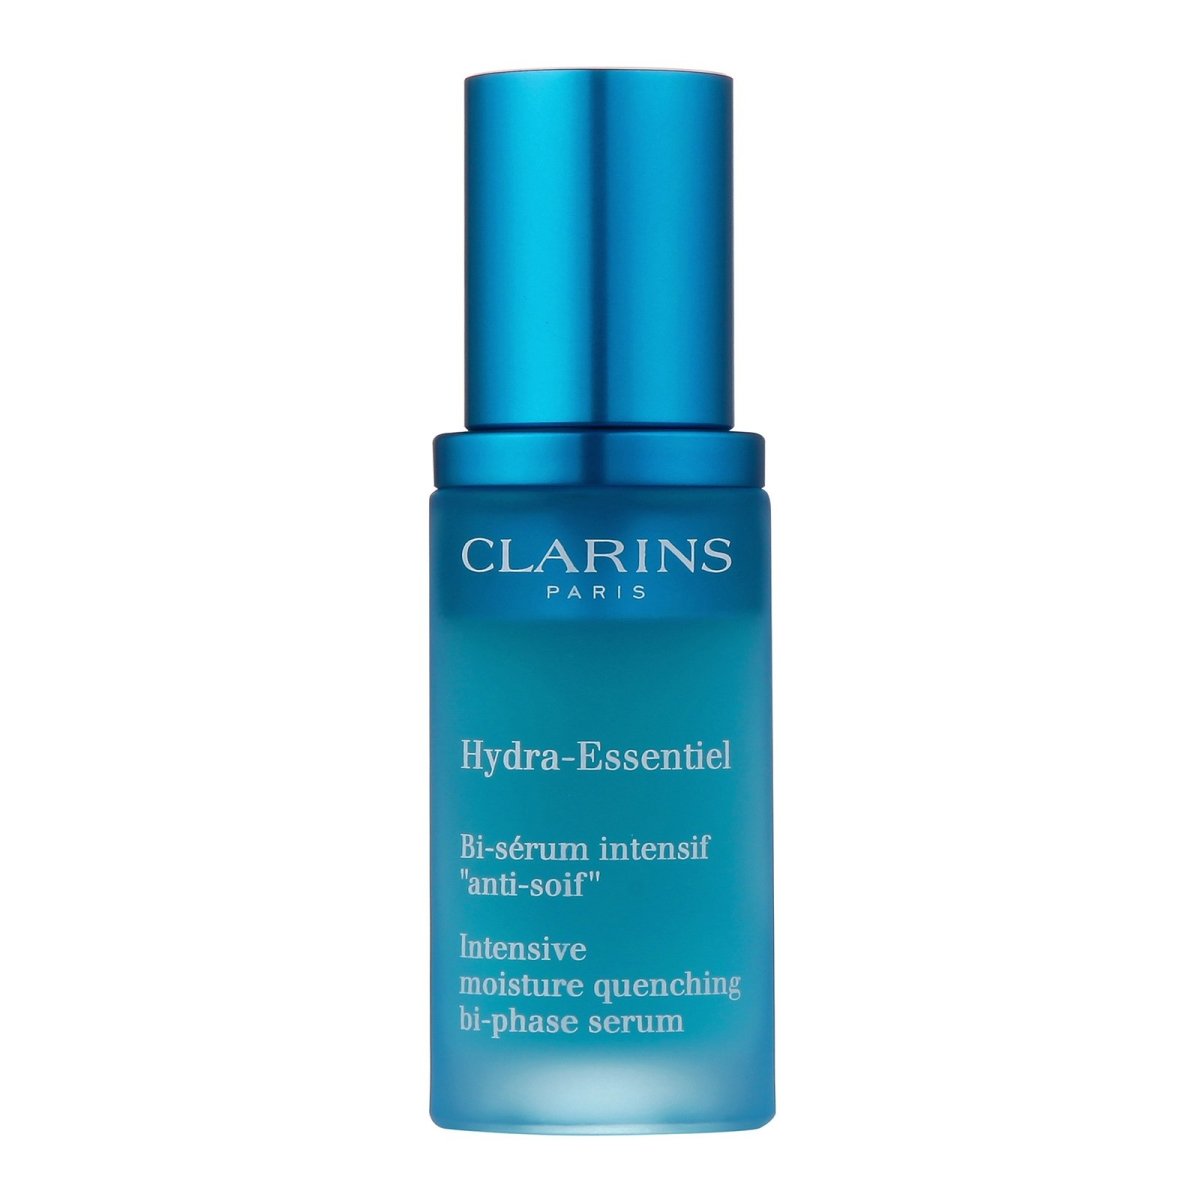 CLARINS
PARIS
Hydra-Essentiel
Bi-sérum intensif
"anti-soif"
Intensive
moisture quenching
bi-phase serum